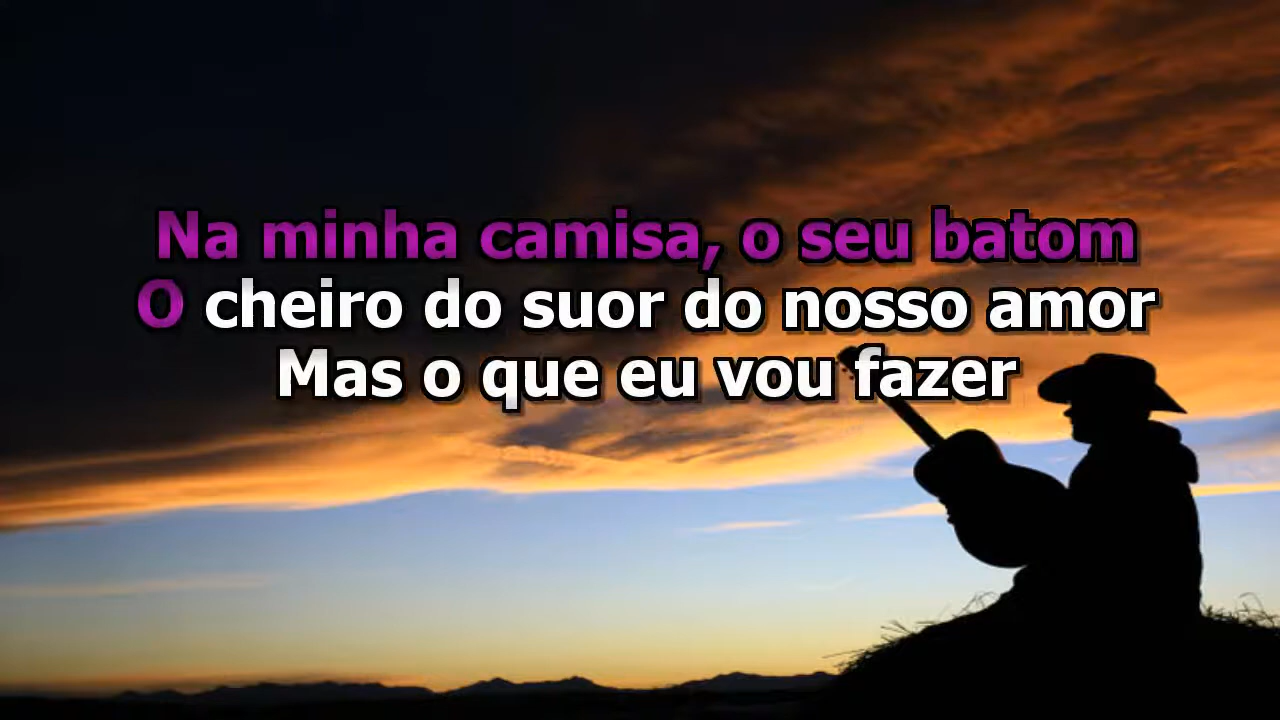 Na minha camisa, o seu batom
O cheiro do suor do nosso amor
Mas o que eu vou fazer